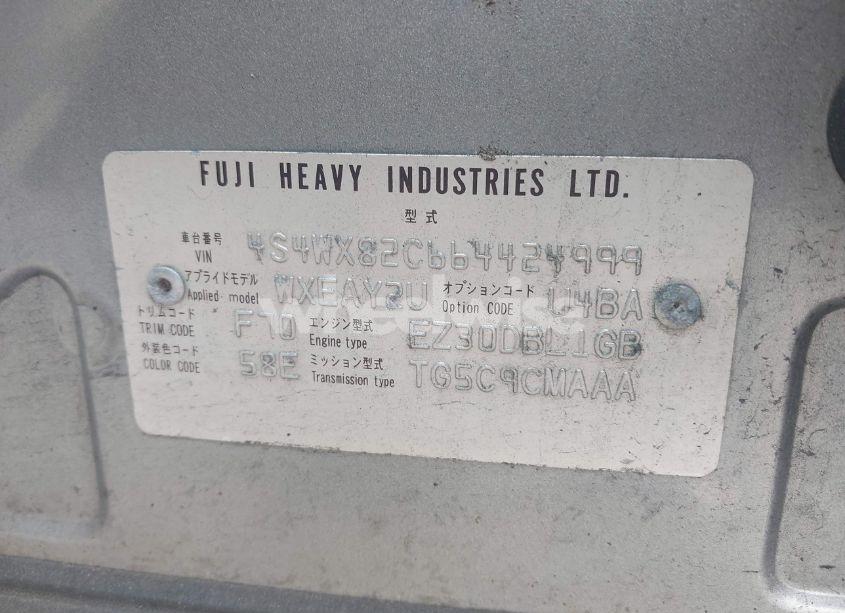 FUJI HEAVY INDUSTRIES LTD.
型式
車台番号
VIN 4S4WX82C664424999
アプライドモデル
Applied model WXEAY2U オプションコード
Option CODE U4BA
トリムコード
TRIM CODE F70 エンジン型式
Engine type EZ30DBL1GB
外装色コード
COLOR CODE 58E ミッション型式
Transmission type TG5C9CMAAA